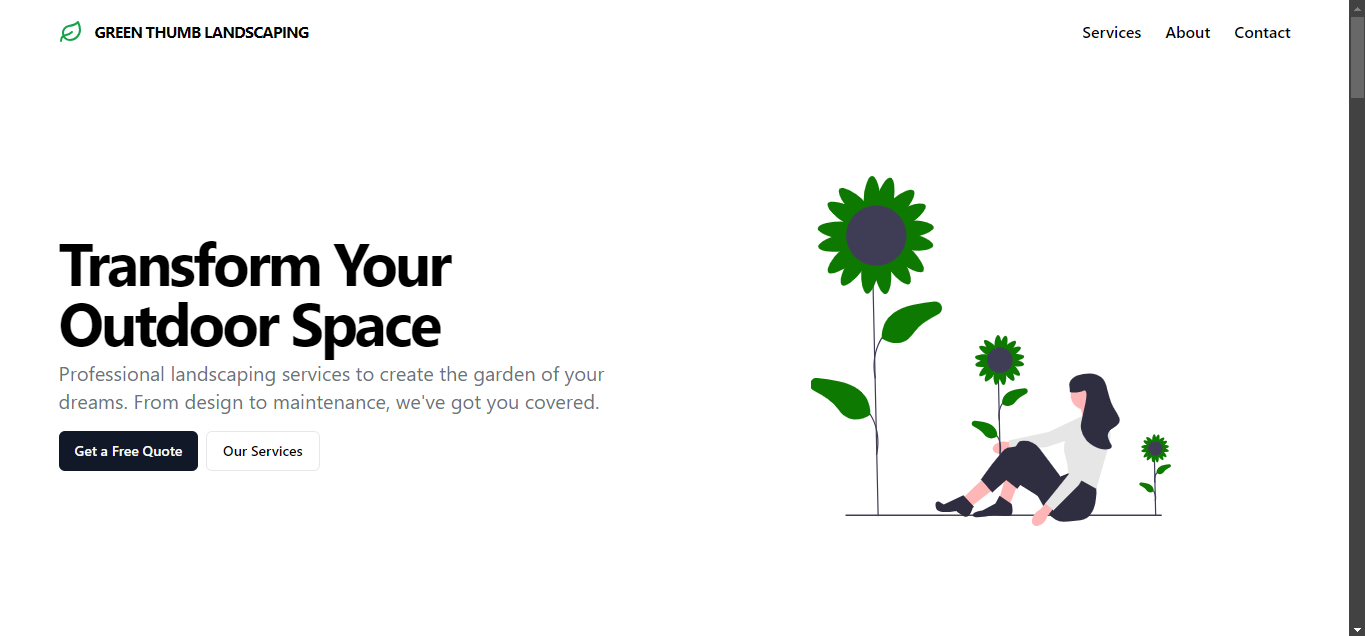 GREEN THUMB LANDSCAPING
Services About Contact
Transform Your
Outdoor Space
Professional landscaping services to create the garden of your
dreams. From design to maintenance, we've got you covered.
Get a Free Quote Our Services